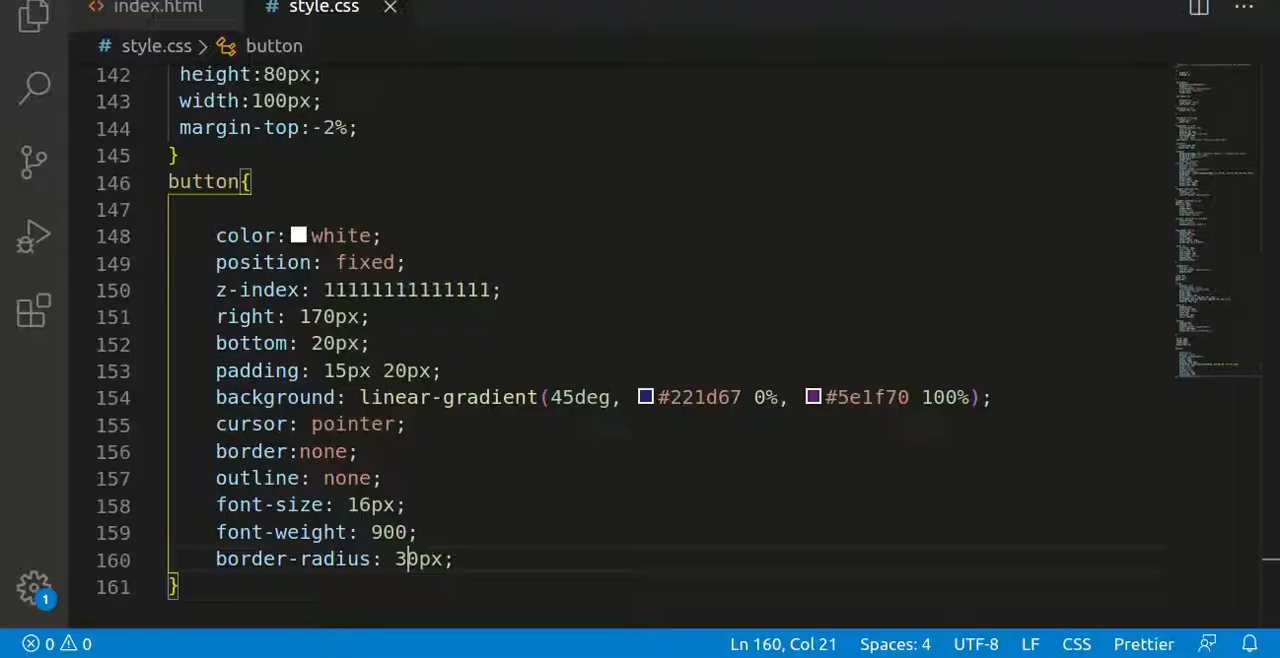 index.html
# style.css
# style.css > button
142 height:80px;
143 width:100px;
144 margin-top:-2%;
145 }
146 button{
147
148 color:white;
149 position: fixed;
150 z-index: 11111111111111;
151 right: 170px;
152 bottom: 20px;
153 padding: 15px 20px;
154 background: linear-gradient(45deg, #221d67 0%, #5e1f70 100%);
155 cursor: pointer;
156 border:none;
157 outline: none;
158 font-size: 16px;
159 font-weight: 900;
160 border-radius: 30px;
161 }
1
0 0 Ln 160, Col 21 Spaces: 4 UTF-8 LF CSS Prettier